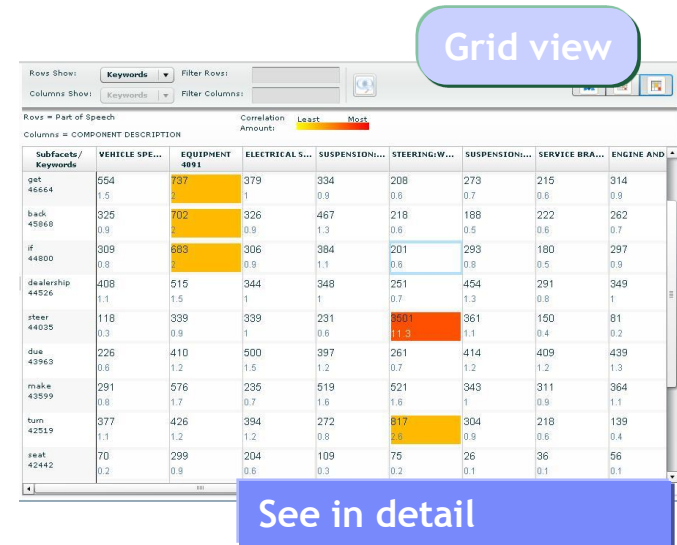 Grid view
Rows Show: Keywords Filter Rows:
Columns Show: Keywords Filter Columns:
Rows = Part of Speech
Columns = COMPONENT DESCRIPTION
Correlation Amount: Least Most
Subfacets/ Keywords VEHICLE SPE... EQUIPMENT 4091 ELECTRICAL S... SUSPENSION:... STEERING:W... SUSPENSION:... SERVICE BRA... ENGINE AND
get 554 737 379 334 208 273 215 314
46664 1.5 2 1 0.9 0.6 0.7 0.6 0.9
back 325 702 326 467 218 188 222 262
45868 0.9 2 0.9 1.3 0.6 0.5 0.6 0.7
if 309 683 306 384 201 293 180 297
44800 0.8 2 0.9 1.1 0.6 0.8 0.5 0.9
dealership 408 515 344 348 251 454 291 349
44526 1.1 1.5 1 1 0.7 1.3 0.8 1
steer 118 339 339 231 3501 361 150 81
44035 0.3 0.9 1 0.6 11.3 1.1 0.4 0.2
due 226 410 500 397 261 414 409 439
43963 0.6 1.2 1.5 1.2 0.7 1.2 1.2 1.3
make 291 576 235 519 521 343 311 364
43599 0.8 1.7 0.7 1.6 1.6 1 0.9 1.1
turn 377 426 394 272 817 304 218 139
42519 1.1 1.2 1.2 0.8 2.6 0.9 0.6 0.4
seat 70 299 204 109 75 26 36 56
42442 0.2 0.9 0.6 0.3 0.2 0.1 0.1 0.1
See in detail